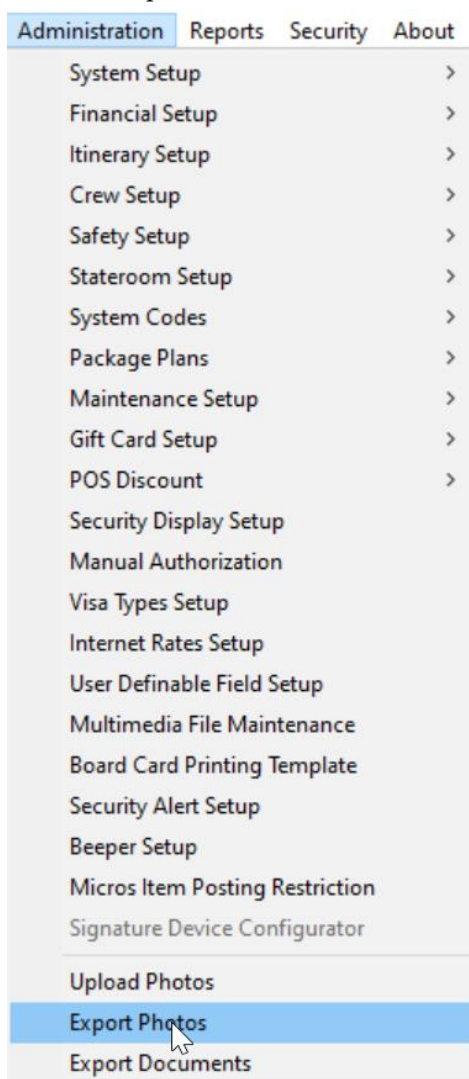 Administration Reports Security About
System Setup
Financial Setup
Itinerary Setup
Crew Setup
Safety Setup
Stateroom Setup
System Codes
Package Plans
Maintenance Setup
Gift Card Setup
POS Discount
Security Display Setup
Manual Authorization
Visa Types Setup
Internet Rates Setup
User Definable Field Setup
Multimedia File Maintenance
Board Card Printing Template
Security Alert Setup
Beeper Setup
Micros Item Posting Restriction
Signature Device Configurator
Upload Photos
Export Photos
Export Documents